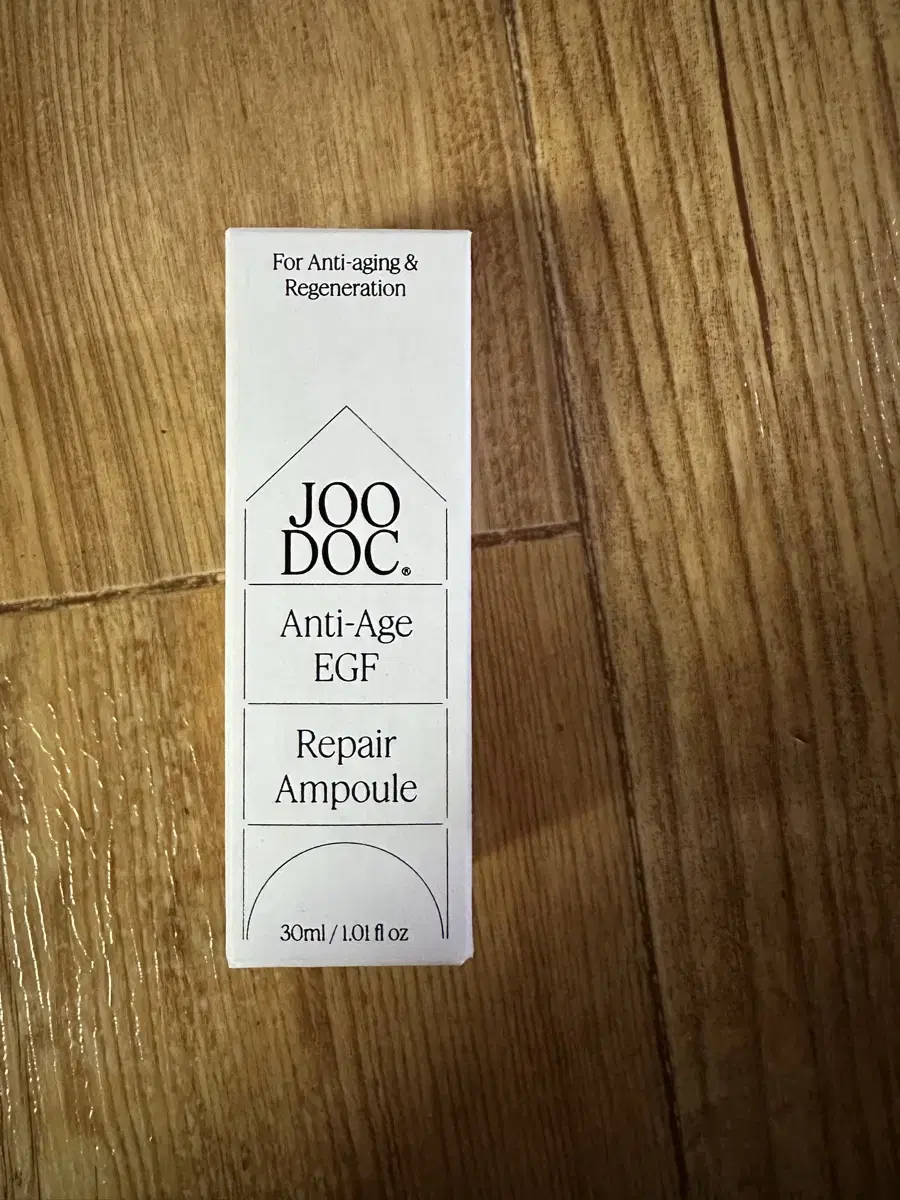 For Anti-aging &
Regeneration
JOO
DOC.®
Anti-Age
EGF
Repair
Ampoule
30ml / 1.01 fl oz